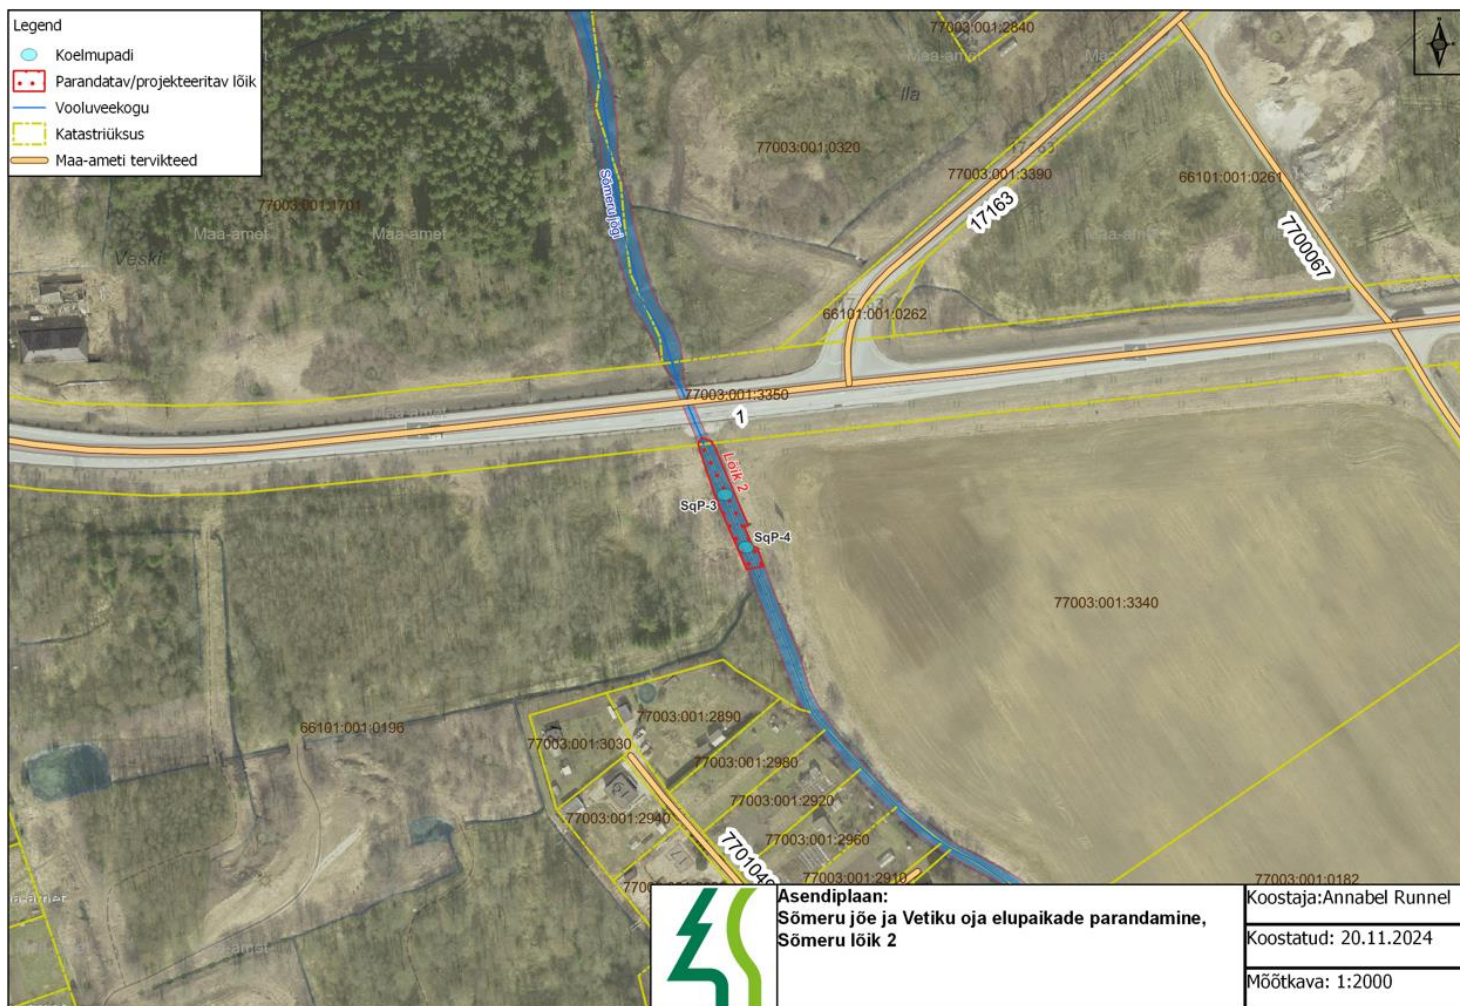 Legend
Koelmupadi
Parandatav/projekteeritav lõik
Vooluveekogu
Katastriüksus
Maa-ameti tervikteed
77003:001:2840
Maa-amet
Ila
77003:001:0320
17163
77003:001:3390
66101:001:0261
77003:001:1701
Sõmeru jõgi
17163
Maa-amet
Maa-amet
Maa-amet
7700067
Veski
66101:001:0262
1
77003:001:3350
Maa-amet
1
Lõik 2
SqP-3
SqP-4
77003:001:3340
66101:001:0196
77003:001:2890
77003:001:3030
77003:001:2980
19
77003:001:2920
77003:001:2940
77003:001:2960
17
7701049
77003:001:2910
77003:001:0182
Asendiplaan:
Sõmeru jõe ja Vetiku oja elupaikade parandamine,
Sõmeru lõik 2
Koostaja:Annabel Runnel
Koostatud: 20.11.2024
Mõõtkava: 1:2000